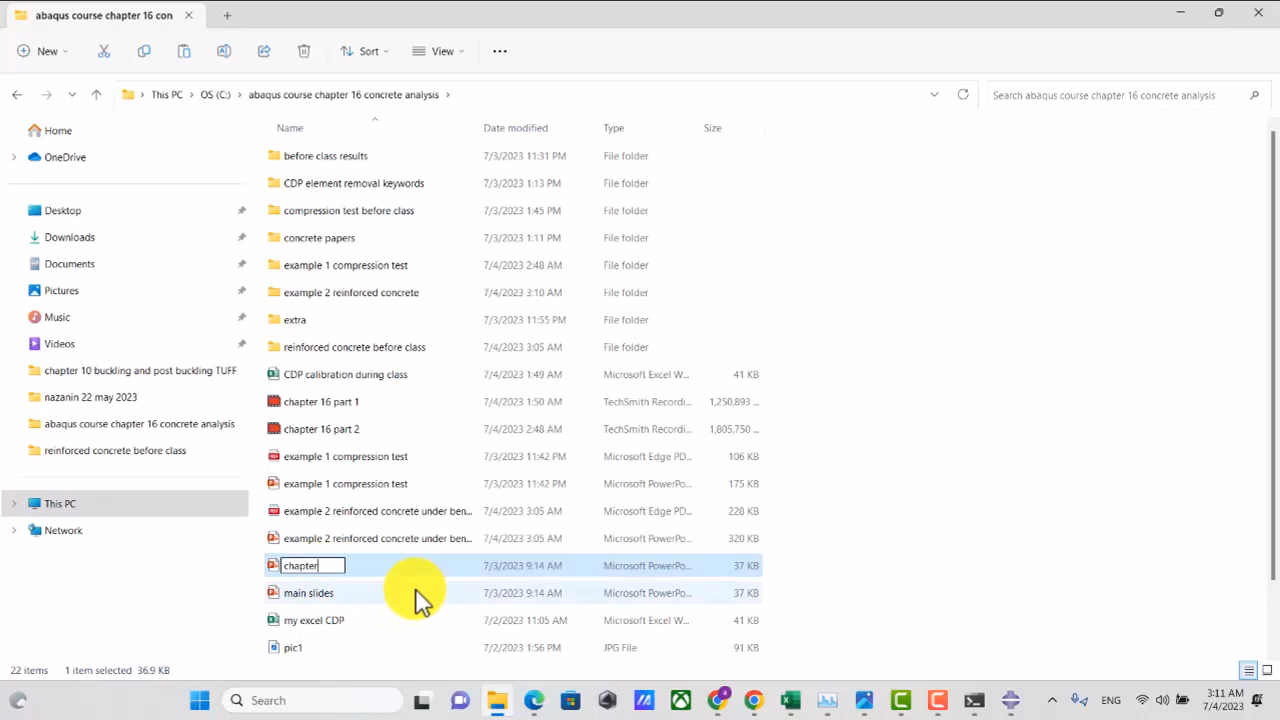 abaqus course chapter 16 con
New
Sort
View
This PC
OS (C:)
abaqus course chapter 16 concrete analysis
Search abaqus course chapter 16 concrete analysis
Home
OneDrive
Desktop
Downloads
Documents
Pictures
Music
Videos
chapter 10 buckling and post buckling TUFF
nazanin 22 may 2023
abaqus course chapter 16 concrete analysis
reinforced concrete before class
This PC
Network
Name Date modified Type Size
before class results 7/3/2023 11:31 PM File folder
CDP element removal keywords 7/3/2023 1:13 PM File folder
compression test before class 7/3/2023 1:45 PM File folder
concrete papers 7/3/2023 1:11 PM File folder
example 1 compression test 7/4/2023 2:48 AM File folder
example 2 reinforced concrete 7/4/2023 3:10 AM File folder
extra 7/3/2023 11:55 PM File folder
reinforced concrete before class 7/4/2023 3:05 AM File folder
CDP calibration during class 7/4/2023 1:49 AM Microsoft Excel W... 41 KB
chapter 16 part 1 7/4/2023 1:50 AM TechSmith Recordi... 1,250,893 ...
chapter 16 part 2 7/4/2023 2:48 AM TechSmith Recordi... 1,805,750 ...
example 1 compression test 7/3/2023 11:42 PM Microsoft Edge PD... 106 KB
example 1 compression test 7/3/2023 11:42 PM Microsoft PowerPo... 175 KB
example 2 reinforced concrete under ben... 7/4/2023 3:05 AM Microsoft Edge PD... 228 KB
example 2 reinforced concrete under ben... 7/4/2023 3:05 AM Microsoft PowerPo... 320 KB
chapter 7/3/2023 9:14 AM Microsoft PowerPo... 37 KB
main slides 7/3/2023 9:14 AM Microsoft PowerPo... 37 KB
my excel CDP 7/2/2023 11:05 AM Microsoft Excel W... 41 KB
pic1 7/2/2023 1:56 PM JPG File 91 KB
22 items 1 item selected 36.9 KB
Search
ENG
3:11 AM
7/4/2023